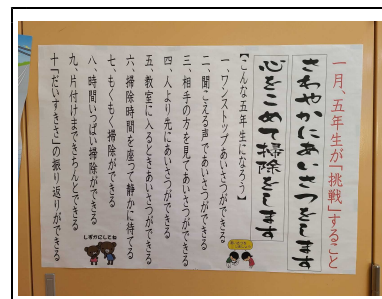 一月、五年生が「挑戦」すること
さわやかにあいさつをします
心をこめて掃除をします
【こんな五年生になろう】
一、ワンストップあいさつができる
二、聞こえる声であいさつができる
三、相手の方を見てあいさつができる
四、人より先にあいさつができる
五、教室に入るときあいさつができる
六、掃除時間を座って静かに待てる
七、もくもく掃除ができる
八、時間いっぱい掃除ができる
九、片付けまできちんとできる
十「だいすきさ」の振り返りができる
しずかにしてね